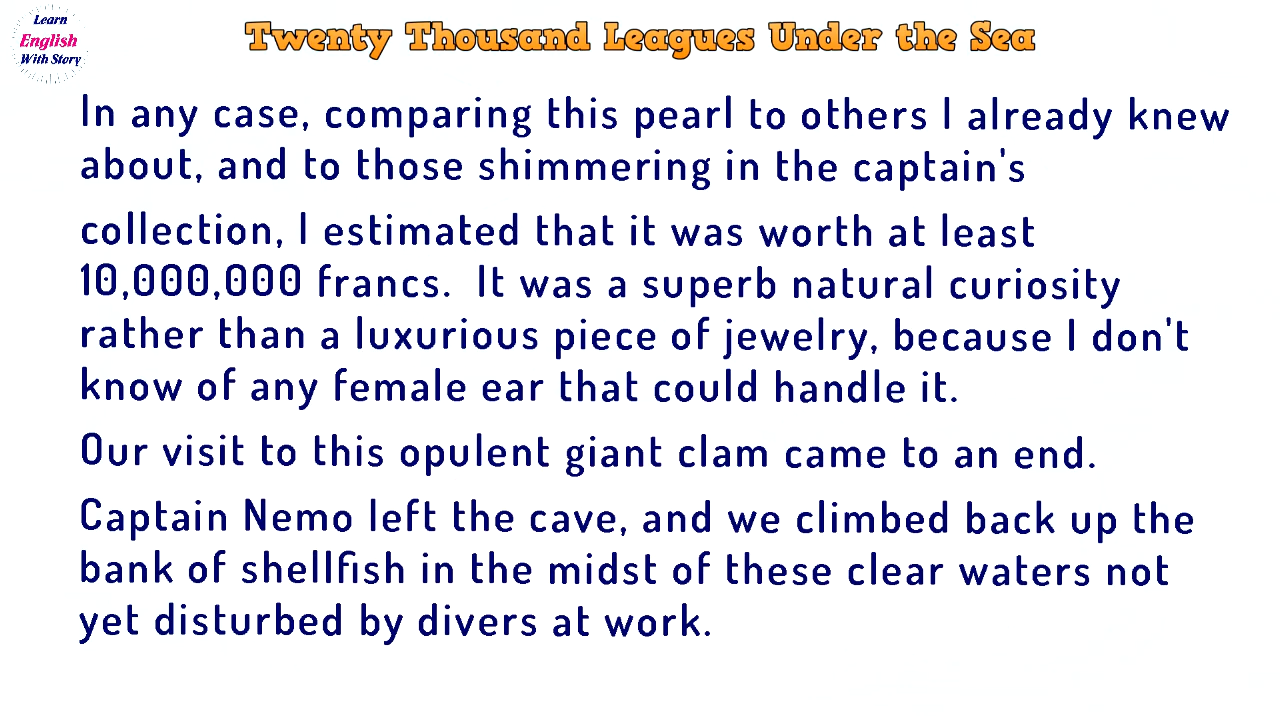 Learn
English
With Story
Twenty Thousand Leagues Under the Sea
In any case, comparing this pearl to others I already knew
about, and to those shimmering in the captain's
collection, I estimated that it was worth at least
10,000,000 francs.  It was a superb natural curiosity
rather than a luxurious piece of jewelry, because I don't
know of any female ear that could handle it.
Our visit to this opulent giant clam came to an end.
Captain Nemo left the cave, and we climbed back up the
bank of shellfish in the midst of these clear waters not
yet disturbed by divers at work.